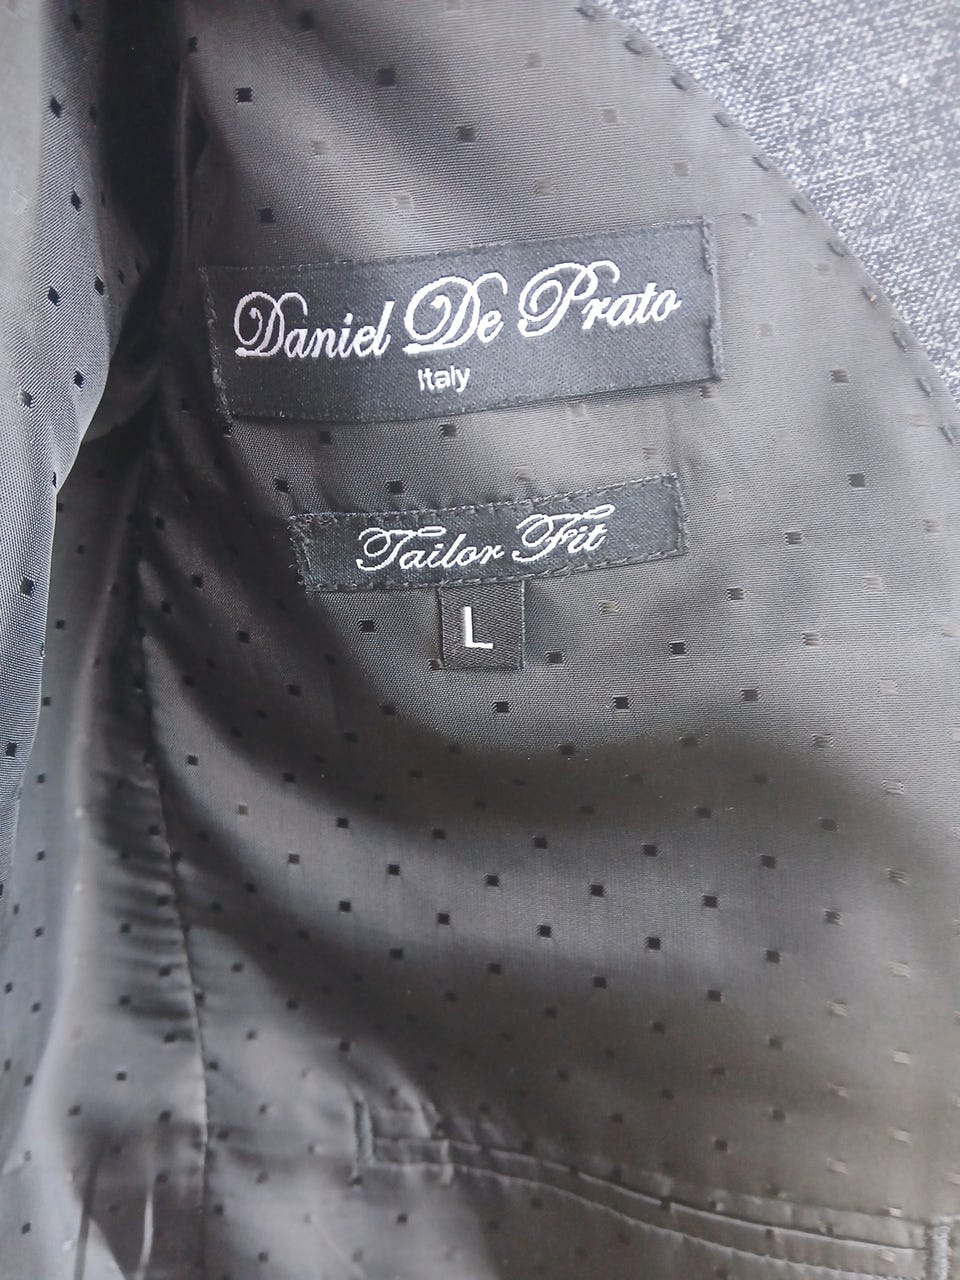 Daniel De Prato
Italy
Tailor Fit
L